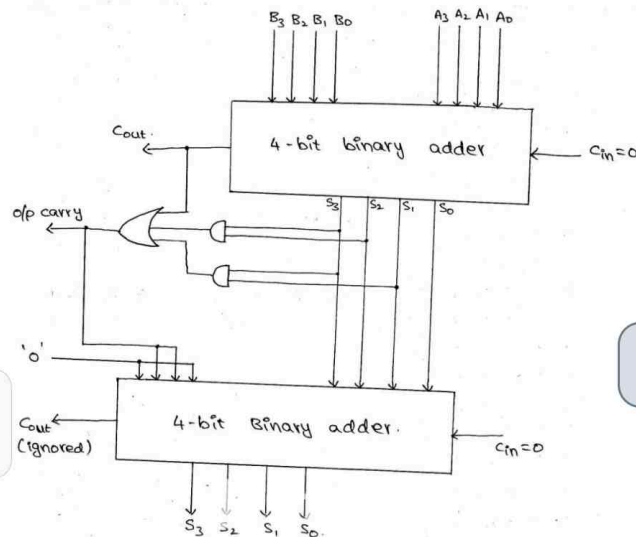 B3 B2 B1 B0
A3 A2 A1 A0
Cout.
4-bit binary adder
Cin=0
S3 S2 S1 S0
o/p carry
'0'
4-bit Binary adder.
Cout
(ignored)
Cin=0
S3 S2 S1 S0.